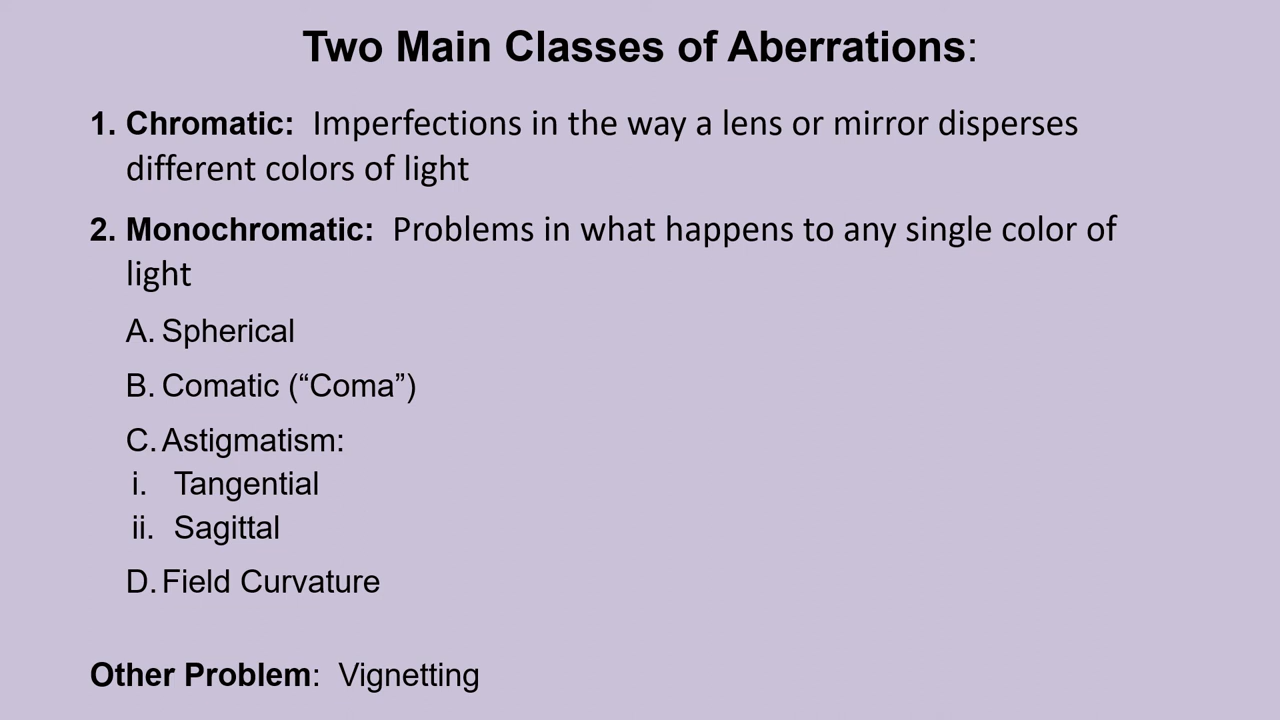 Two Main Classes of Aberrations:
1. Chromatic: Imperfections in the way a lens or mirror disperses
different colors of light
2. Monochromatic: Problems in what happens to any single color of
light
A. Spherical
B. Comatic (“Coma”)
C. Astigmatism:
i. Tangential
ii. Sagittal
D. Field Curvature
Other Problem: Vignetting